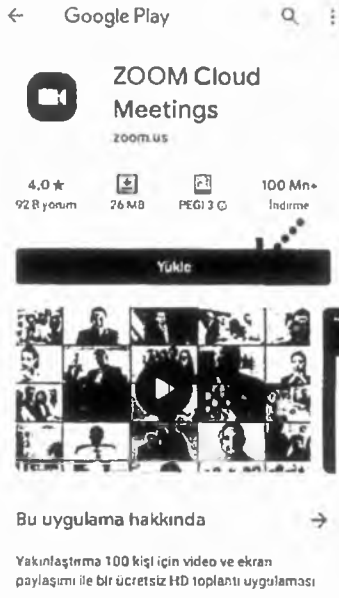 Google Play
ZOOM Cloud
Meetings
zoom.us
4,0★
92 B yorum
26 MB
PEGI 3
100 Mn+
İndirme
Yükle
Bu uygulama hakkında
Yakınlaştırma 100 kişi için video ve ekran
paylaşımı ile bir ücretsiz HD toplantı uygulaması